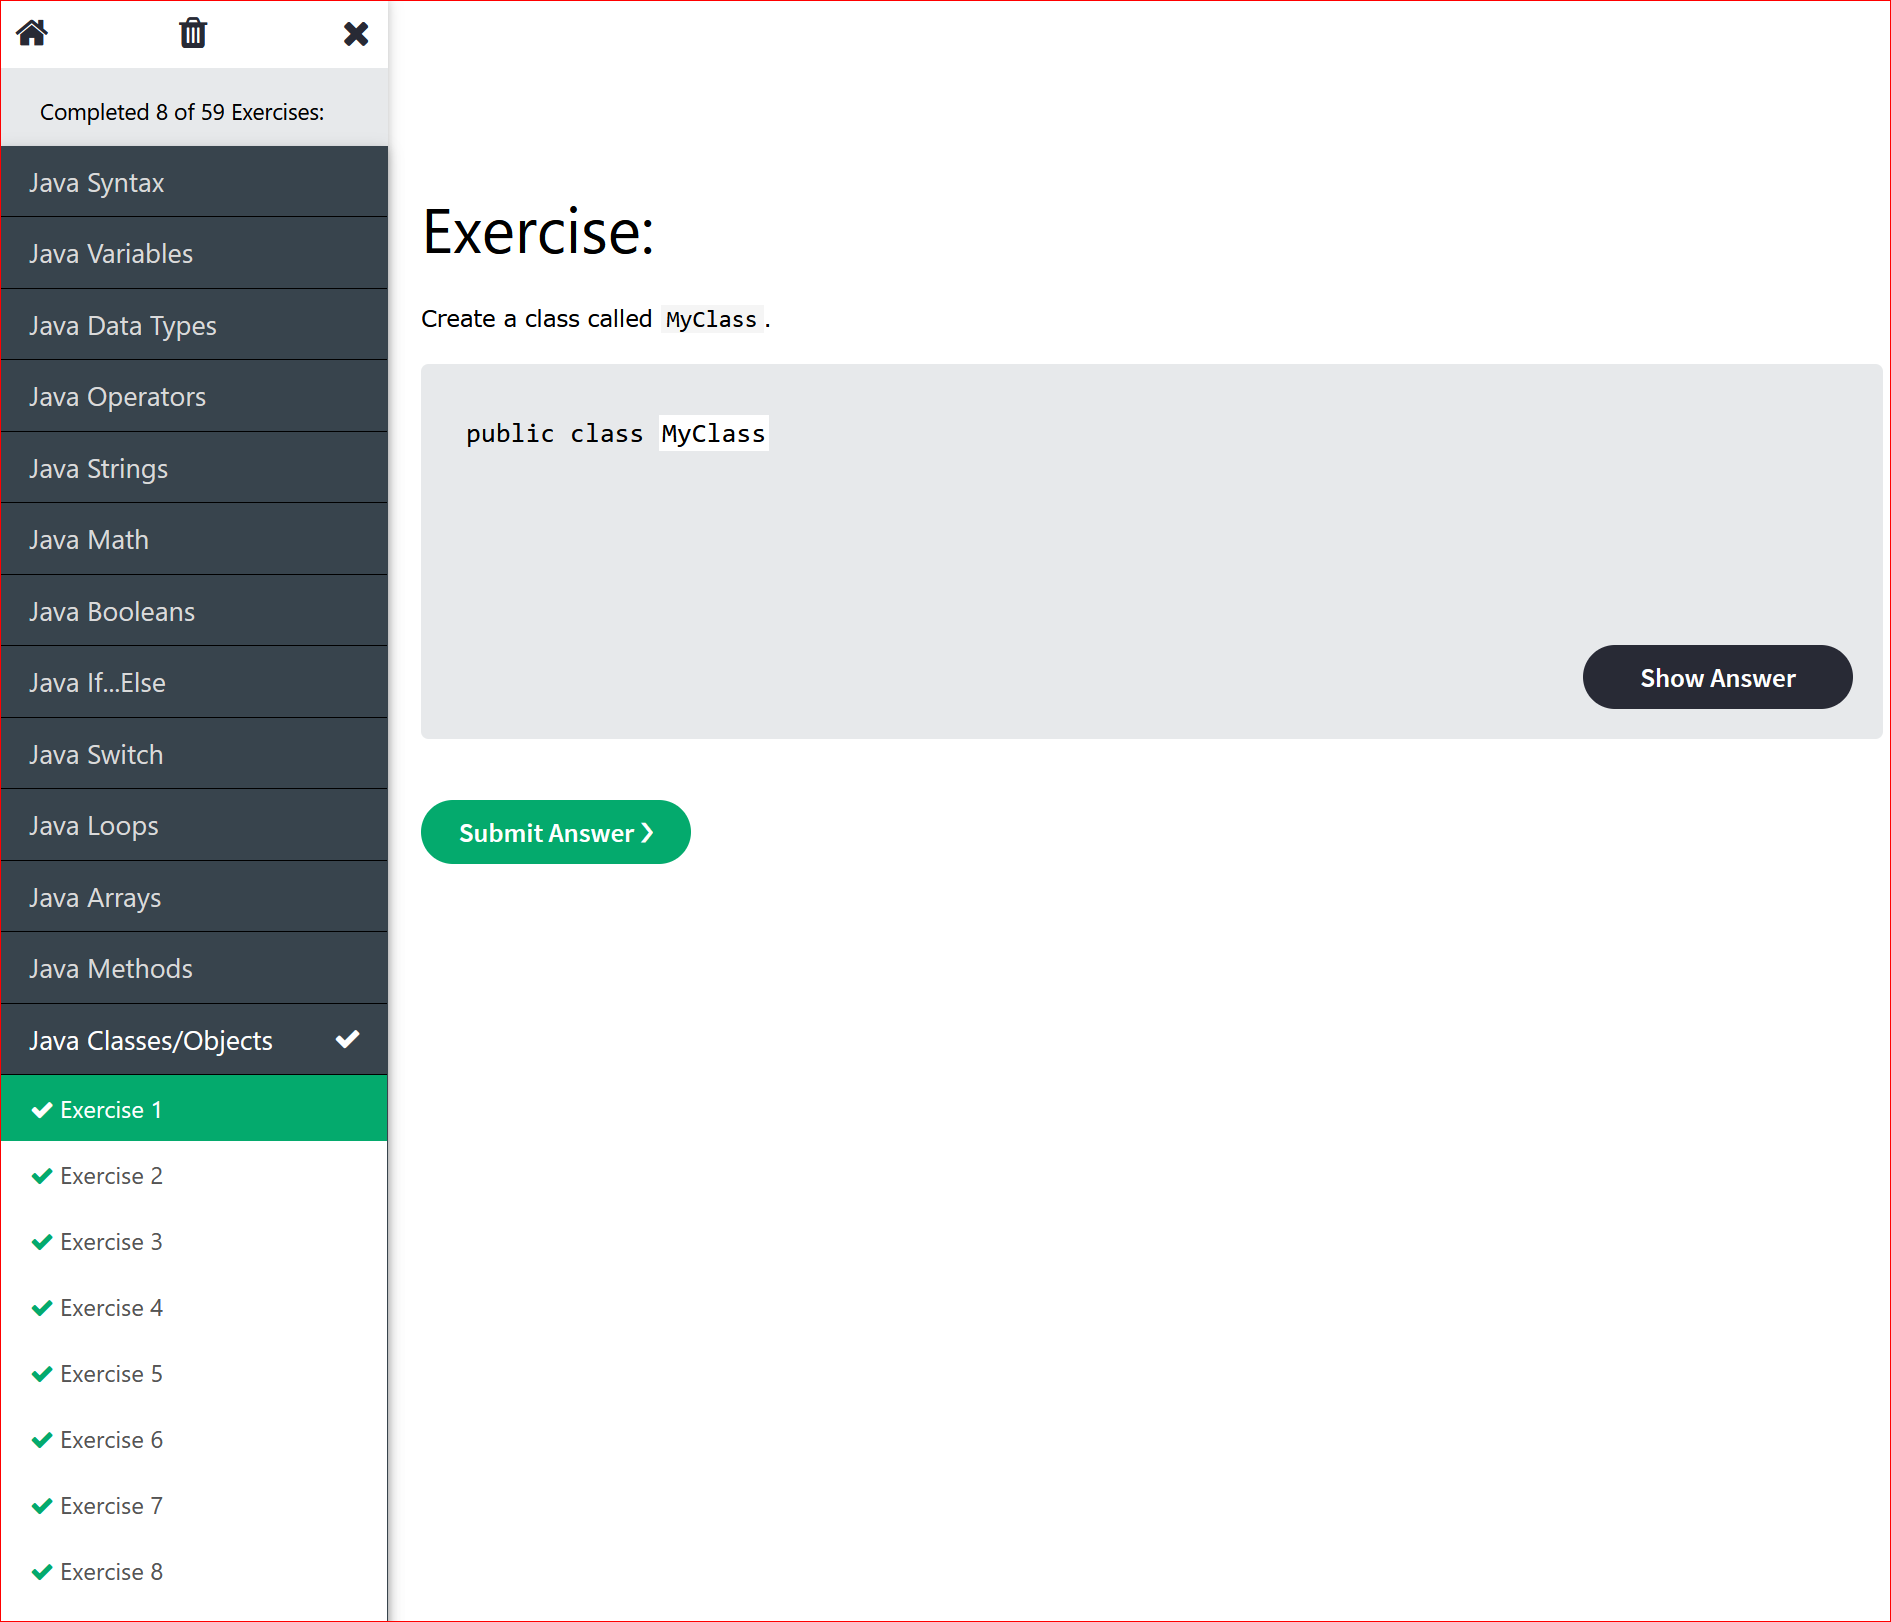 Completed 8 of 59 Exercises:
Java Syntax
Java Variables
Java Data Types
Java Operators
Java Strings
Java Math
Java Booleans
Java If...Else
Java Switch
Java Loops
Java Arrays
Java Methods
Java Classes/Objects
Exercise 1
Exercise 2
Exercise 3
Exercise 4
Exercise 5
Exercise 6
Exercise 7
Exercise 8
Exercise:
Create a class called MyClass.
public class MyClass
Show Answer
Submit Answer ❯